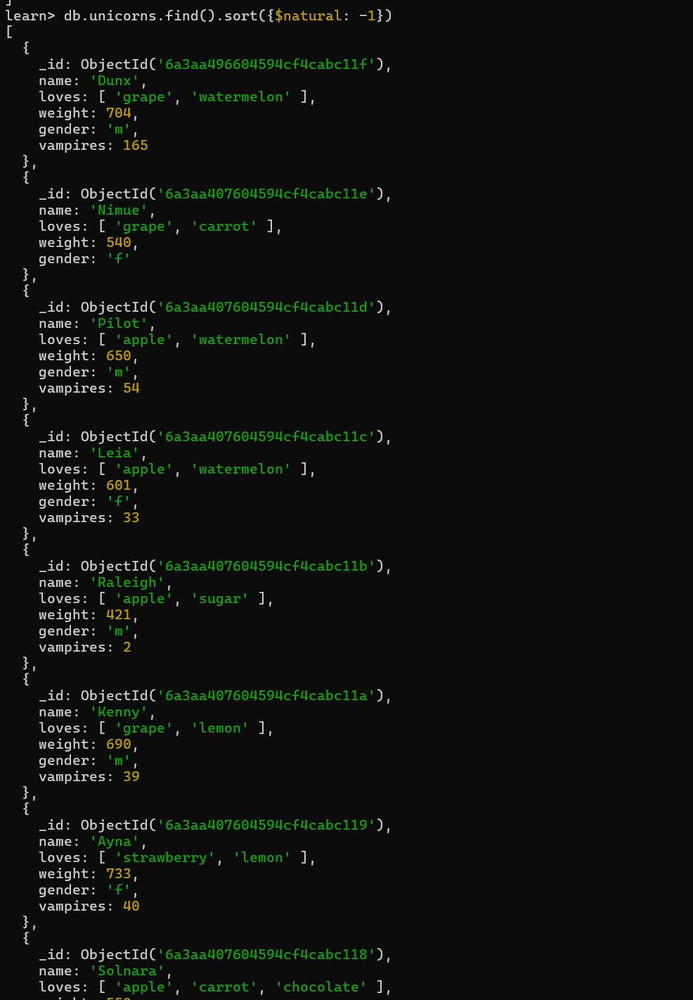 ]
learn> db.unicorns.find().sort({$natural: -1})
[
  {
    _id: ObjectId('6a3aa496604594cf4cabc11f'),
    name: 'Dunx',
    loves: [ 'grape', 'watermelon' ],
    weight: 704,
    gender: 'm',
    vampires: 165
  },
  {
    _id: ObjectId('6a3aa407604594cf4cabc11e'),
    name: 'Nimue',
    loves: [ 'grape', 'carrot' ],
    weight: 540,
    gender: 'f'
  },
  {
    _id: ObjectId('6a3aa407604594cf4cabc11d'),
    name: 'Pilot',
    loves: [ 'apple', 'watermelon' ],
    weight: 650,
    gender: 'm',
    vampires: 54
  },
  {
    _id: ObjectId('6a3aa407604594cf4cabc11c'),
    name: 'Leia',
    loves: [ 'apple', 'watermelon' ],
    weight: 601,
    gender: 'f',
    vampires: 33
  },
  {
    _id: ObjectId('6a3aa407604594cf4cabc11b'),
    name: 'Raleigh',
    loves: [ 'apple', 'sugar' ],
    weight: 421,
    gender: 'm',
    vampires: 2
  },
  {
    _id: ObjectId('6a3aa407604594cf4cabc11a'),
    name: 'Kenny',
    loves: [ 'grape', 'lemon' ],
    weight: 690,
    gender: 'm',
    vampires: 39
  },
  {
    _id: ObjectId('6a3aa407604594cf4cabc119'),
    name: 'Ayna',
    loves: [ 'strawberry', 'lemon' ],
    weight: 733,
    gender: 'f',
    vampires: 40
  },
  {
    _id: ObjectId('6a3aa407604594cf4cabc118'),
    name: 'Solnara',
    loves: [ 'apple', 'carrot', 'chocolate' ],